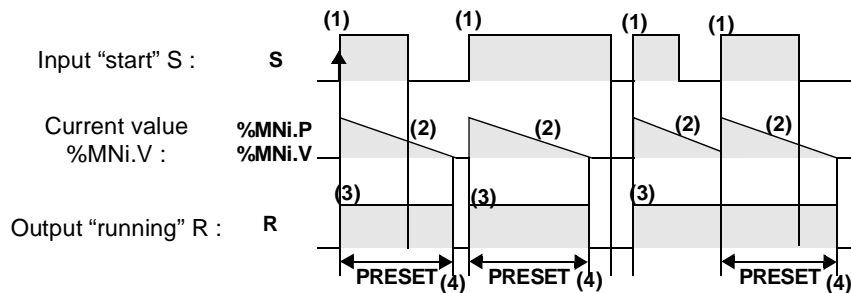 (1) (1) (1) (1)
Input “start” S : S
Current value %MNi.P (2) (2) (2) (2)
%MNi.V : %MNi.V
(3) (3) (3)
Output “running” R : R
PRESET (4) PRESET (4) PRESET (4)